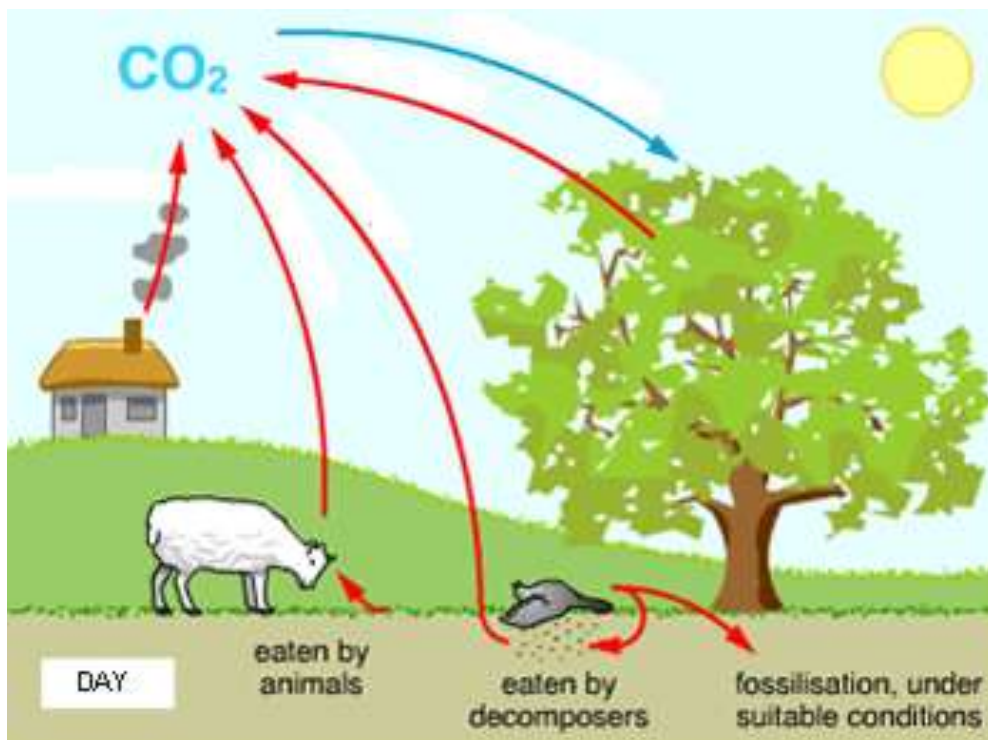 CO₂
eaten by
animals
eaten by
decomposers
fossilisation, under
suitable conditions
DAY